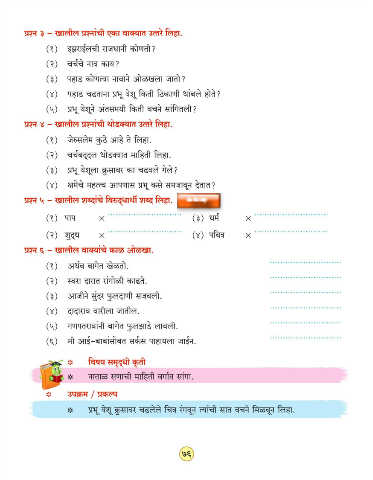 प्रश्न ३ – खालील प्रश्नांची एका वाक्यात उत्तरे लिहा.
(१) इस्राईलची राजधानी कोणती?
(२) चर्चचे नाव काय?
(३) पहाड कोणत्या नावाने ओळखला जातो?
(४) पहाड चढताना प्रभू येशू किती ठिकाणी थांबले होते?
(५) प्रभू येशूने अंतसमयी किती वचने सांगितली?
प्रश्न ४ – खालील प्रश्नांची थोडक्यात उत्तरे लिहा.
(१) जेरुसलेम कुठे आहे ते लिहा.
(२) चर्चबद्दल थोडक्यात माहिती लिहा.
(३) प्रभू येशूला क्रुसावर का चढवले गेले?
(४) क्षमेचे महत्त्व आपणास प्रभू कसे समजावून देतात?
प्रश्न ५ – खालील शब्दांचे विरुद्धार्थी शब्द लिहा.
(१) पाप × (३) धर्म ×
(२) शुद्ध × (४) पवित्र ×
प्रश्न ६ – खालील वाक्यांचे काळ ओळखा.
(१) अथर्व बागेत खेळतो.
(२) स्वरा दारात रांगोळी काढते.
(३) आजीने सुंदर फुलदाणी सजवली.
(४) दादाराव वारीला जातील.
(५) गणपतरावांनी बागेत फुलझाडे लावली.
(६) मी आई–बाबांसोबत सर्कस पाहायला जाईन.
विषय समृद्धी कृती
नाताळ सणाची माहिती वर्गात सांगा.
उपक्रम / प्रकल्प
प्रभू येशू क्रुसावर चढलेले चित्र रंगवून त्यांची सात वचने मिळवून लिहा.
७६